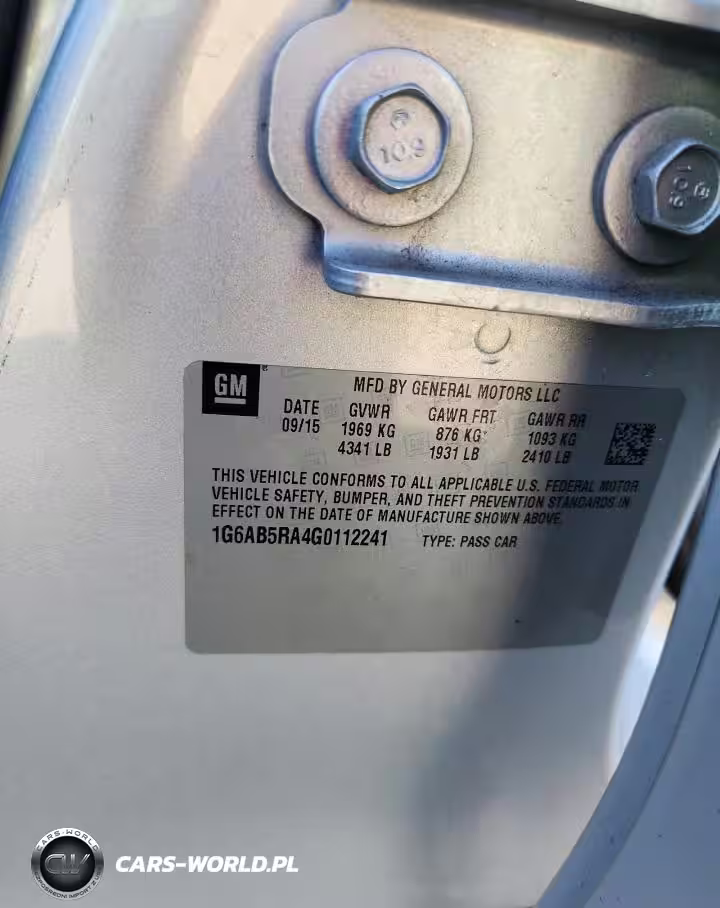 10.9
10.9
GM
MFD BY GENERAL MOTORS LLC
DATE GVWR GAWR FRT GAWR RR
09/15 1969 KG 876 KG 1093 KG
4341 LB 1931 LB 2410 LB
THIS VEHICLE CONFORMS TO ALL APPLICABLE U.S. FEDERAL MOTOR
VEHICLE SAFETY, BUMPER, AND THEFT PREVENTION STANDARDS IN
EFFECT ON THE DATE OF MANUFACTURE SHOWN ABOVE.
1G6AB5RA4G0112241 TYPE: PASS CAR
CARS-WORLD
CW
CARS-WORLD.PL